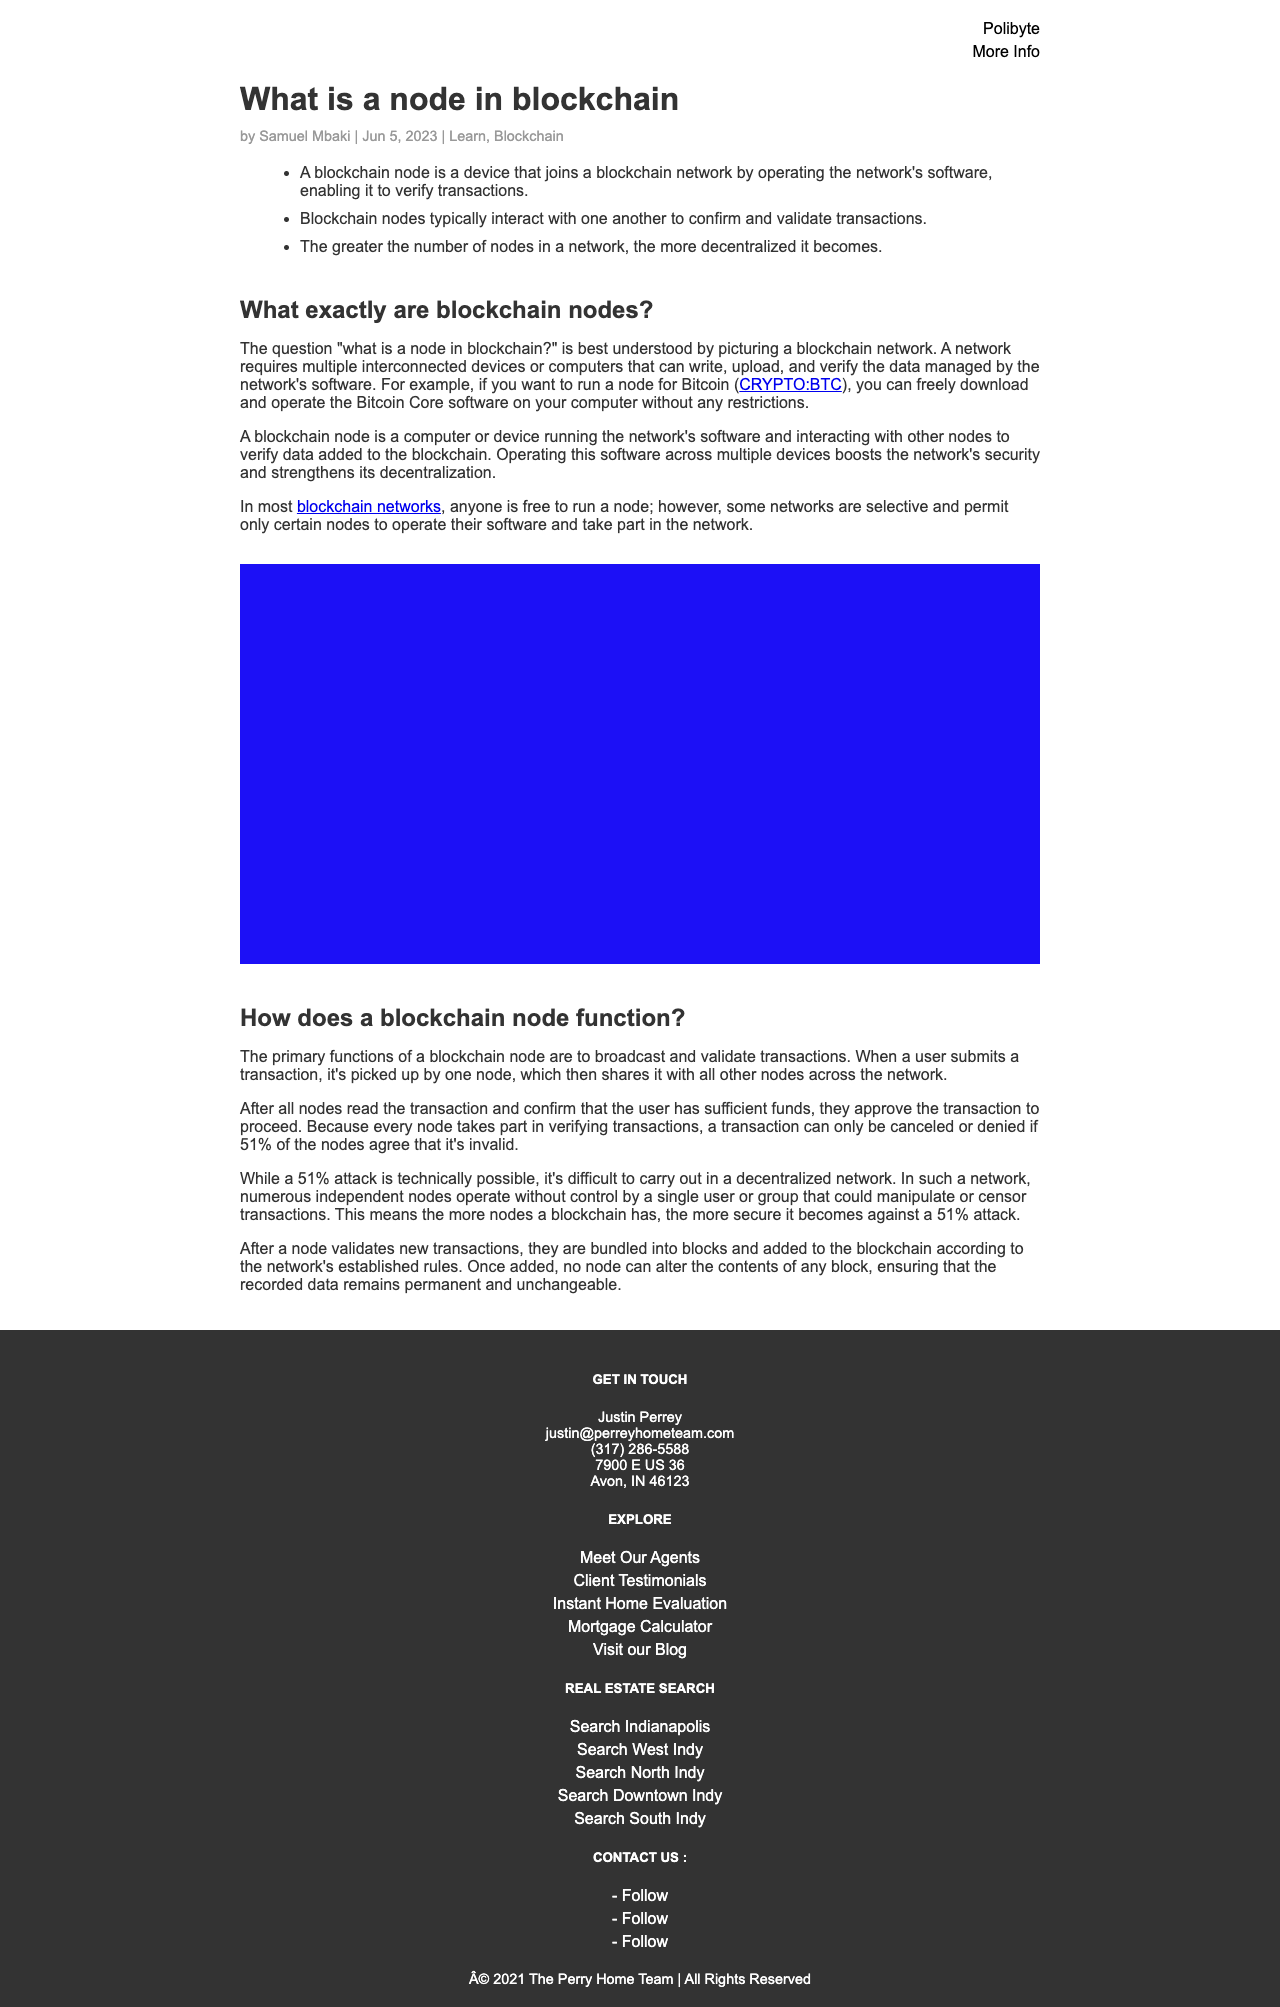 Polibyte
More Info
What is a node in blockchain
by Samuel Mbaki | Jun 5, 2023 | Learn, Blockchain
• A blockchain node is a device that joins a blockchain network by operating the network's software,
enabling it to verify transactions.
• Blockchain nodes typically interact with one another to confirm and validate transactions.
• The greater the number of nodes in a network, the more decentralized it becomes.
What exactly are blockchain nodes?
The question "what is a node in blockchain?" is best understood by picturing a blockchain network. A network
requires multiple interconnected devices or computers that can write, upload, and verify the data managed by the
network's software. For example, if you want to run a node for Bitcoin (CRYPTO:BTC), you can freely download
and operate the Bitcoin Core software on your computer without any restrictions.
A blockchain node is a computer or device running the network's software and interacting with other nodes to
verify data added to the blockchain. Operating this software across multiple devices boosts the network's security
and strengthens its decentralization.
In most blockchain networks, anyone is free to run a node; however, some networks are selective and permit
only certain nodes to operate their software and take part in the network.
How does a blockchain node function?
The primary functions of a blockchain node are to broadcast and validate transactions. When a user submits a
transaction, it's picked up by one node, which then shares it with all other nodes across the network.
After all nodes read the transaction and confirm that the user has sufficient funds, they approve the transaction to
proceed. Because every node takes part in verifying transactions, a transaction can only be canceled or denied if
51% of the nodes agree that it's invalid.
While a 51% attack is technically possible, it's difficult to carry out in a decentralized network. In such a network,
numerous independent nodes operate without control by a single user or group that could manipulate or censor
transactions. This means the more nodes a blockchain has, the more secure it becomes against a 51% attack.
After a node validates new transactions, they are bundled into blocks and added to the blockchain according to
the network's established rules. Once added, no node can alter the contents of any block, ensuring that the
recorded data remains permanent and unchangeable.
GET IN TOUCH
Justin Perrey
justin@perreyhometeam.com
(317) 286-5588
7900 E US 36
Avon, IN 46123
EXPLORE
Meet Our Agents
Client Testimonials
Instant Home Evaluation
Mortgage Calculator
Visit our Blog
REAL ESTATE SEARCH
Search Indianapolis
Search West Indy
Search North Indy
Search Downtown Indy
Search South Indy
CONTACT US :
- Follow
- Follow
- Follow
Â© 2021 The Perry Home Team | All Rights Reserved